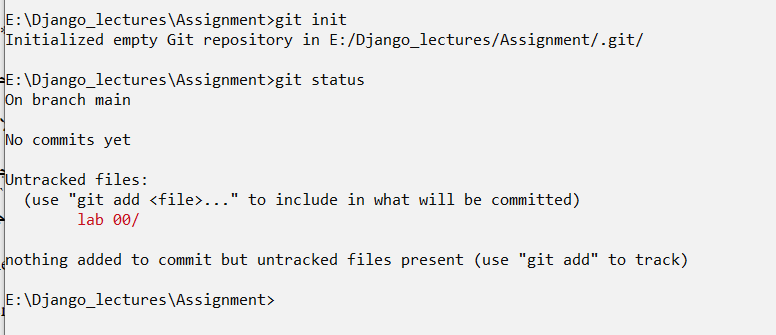 E:\Django_lectures\Assignment>git init
Initialized empty Git repository in E:/Django_lectures/Assignment/.git/
E:\Django_lectures\Assignment>git status
On branch main
No commits yet
Untracked files:
(use "git add <file>..." to include in what will be committed)
lab 00/
nothing added to commit but untracked files present (use "git add" to track)
E:\Django_lectures\Assignment>